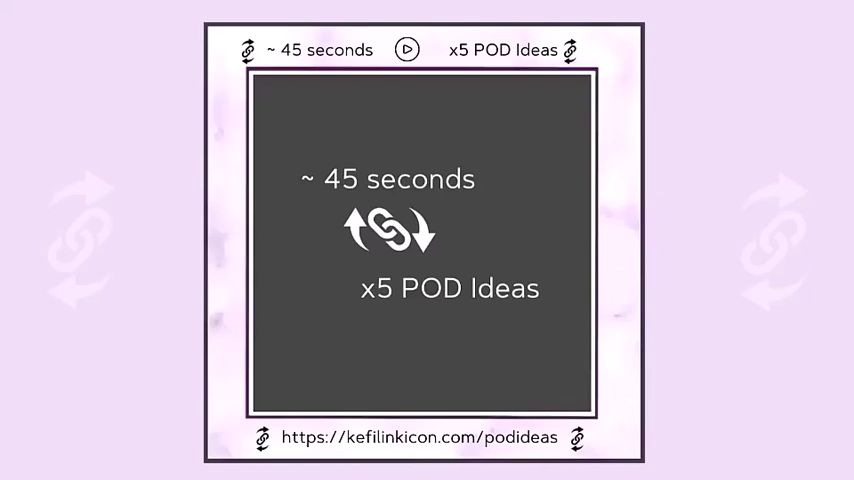 ~ 45 seconds x5 POD Ideas
~ 45 seconds
x5 POD Ideas
https://kefilinkicon.com/podideas